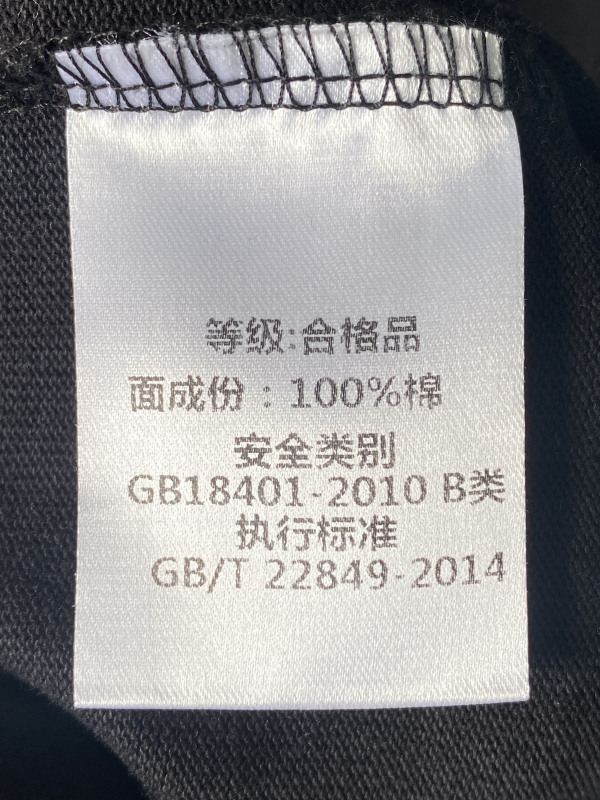 等级:合格品
面成份：100%棉
安全类别
GB18401-2010 B类
执行标准
GB/T 22849-2014